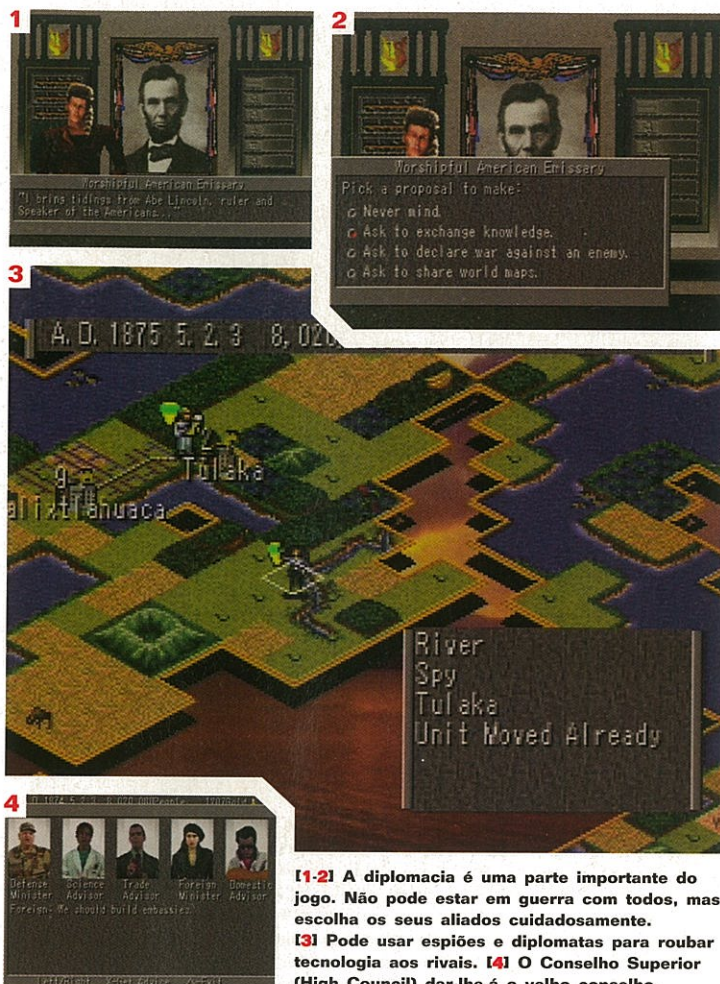 1
Worshipful American Emissary
"I bring tidings from Abe Lincoln, ruler and
Speaker of the Americans..."
2
Worshipful American Emissary
Pick a proposal to make:
Never mind.
Ask to exchange knowledge.
Ask to declare war against an enemy.
Ask to share world maps.
3
A.D. 1875 5. 2. 3 8, 020
Tulaka
9
alixtlahuaca
River
Spy
Tulaka
Unit Moved Already
4
Defense Minister
Science Advisor
Trade Advisor
Foreign Minister
Domestic Advisor
Foreign- We should build embassies.
[1-2] A diplomacia é uma parte importante do
jogo. Não pode estar em guerra com todos, mas
escolha os seus aliados cuidadosamente.
[3] Pode usar espiões e diplomatas para roubar
tecnologia aos rivais. [4] O Conselho Superior
(High Council) dar-lhe-á o velho conselho